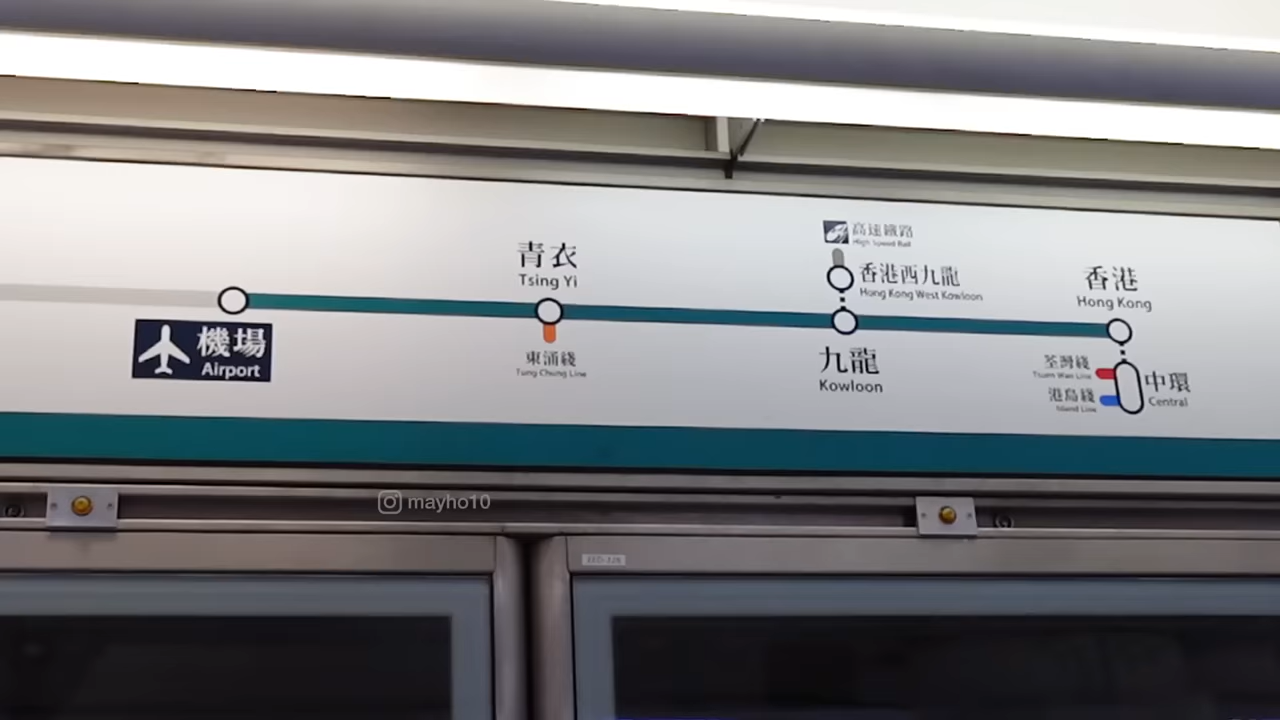 青衣
Tsing Yi
高速鐵路
High Speed Rail
香港西九龍
Hong Kong West Kowloon
香港
Hong Kong
機場
Airport
東涌綫
Tung Chung Line
九龍
Kowloon
荃灣綫
Tsuen Wan Line
港島綫
Island Line
中環
Central
mayho10